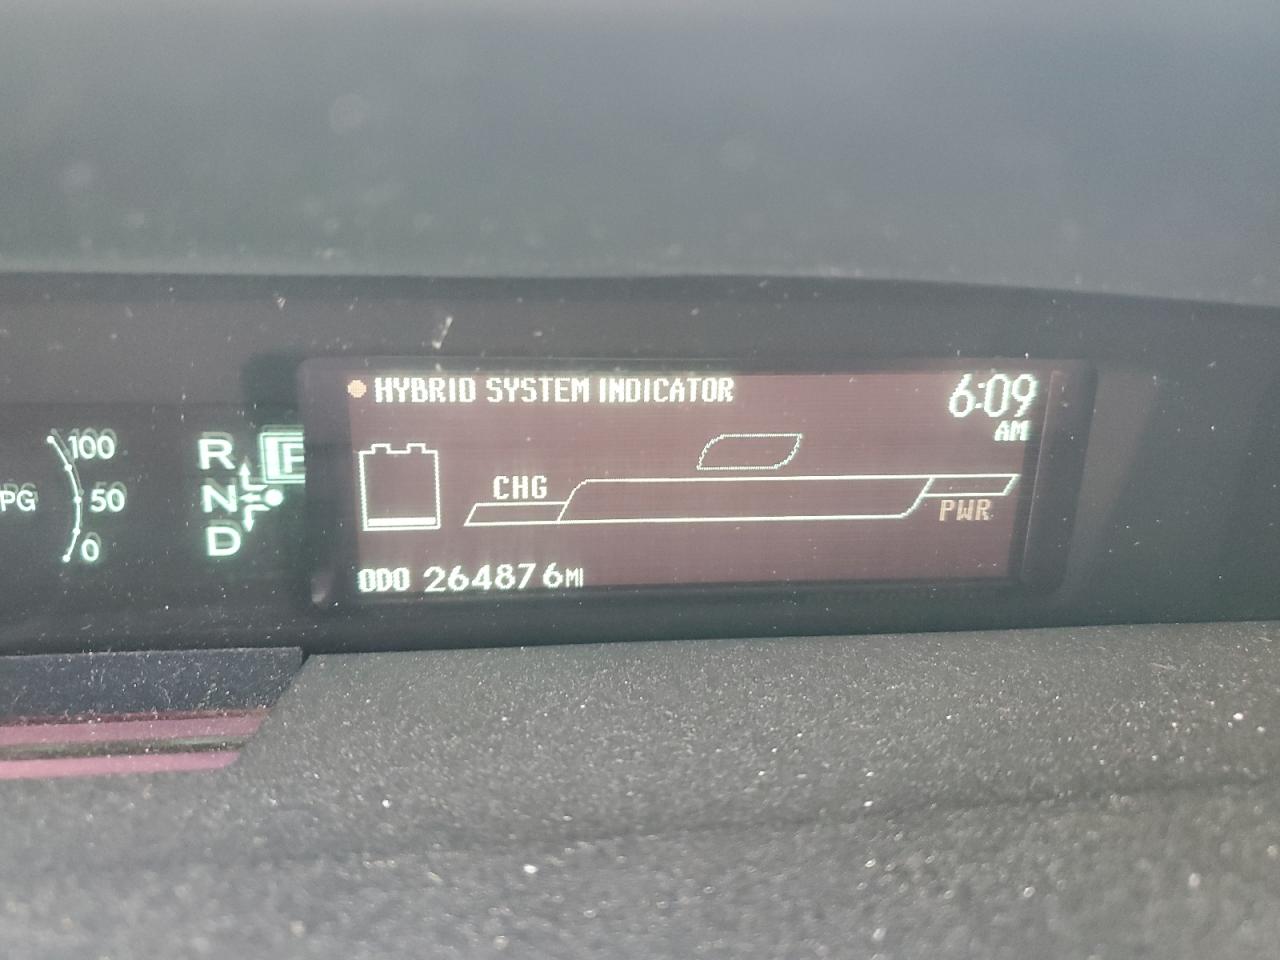 HYBRID SYSTEM INDICATOR
6:09
AM
100
50
0
PG
R
N
D
P
CHG
PWR
ODO 264876MI